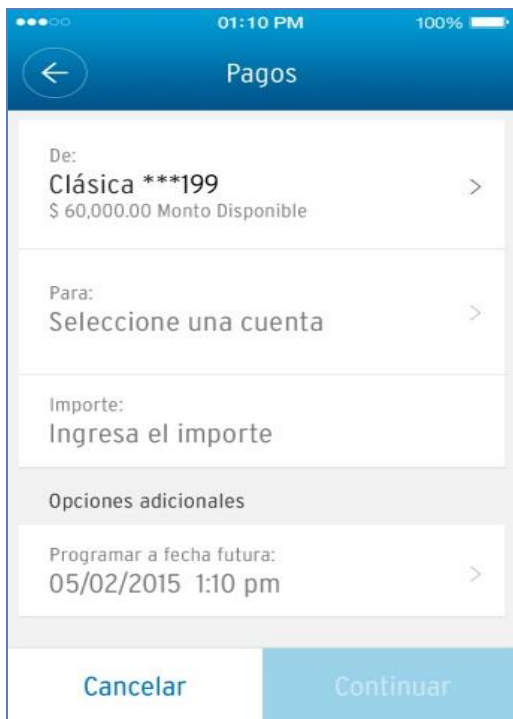 01:10 PM 100%
Pagos
De:
Clásica ***199
$ 60,000.00 Monto Disponible
Para:
Seleccione una cuenta
Importe:
Ingresa el importe
Opciones adicionales
Programar a fecha futura:
05/02/2015 1:10 pm
Cancelar Continuar